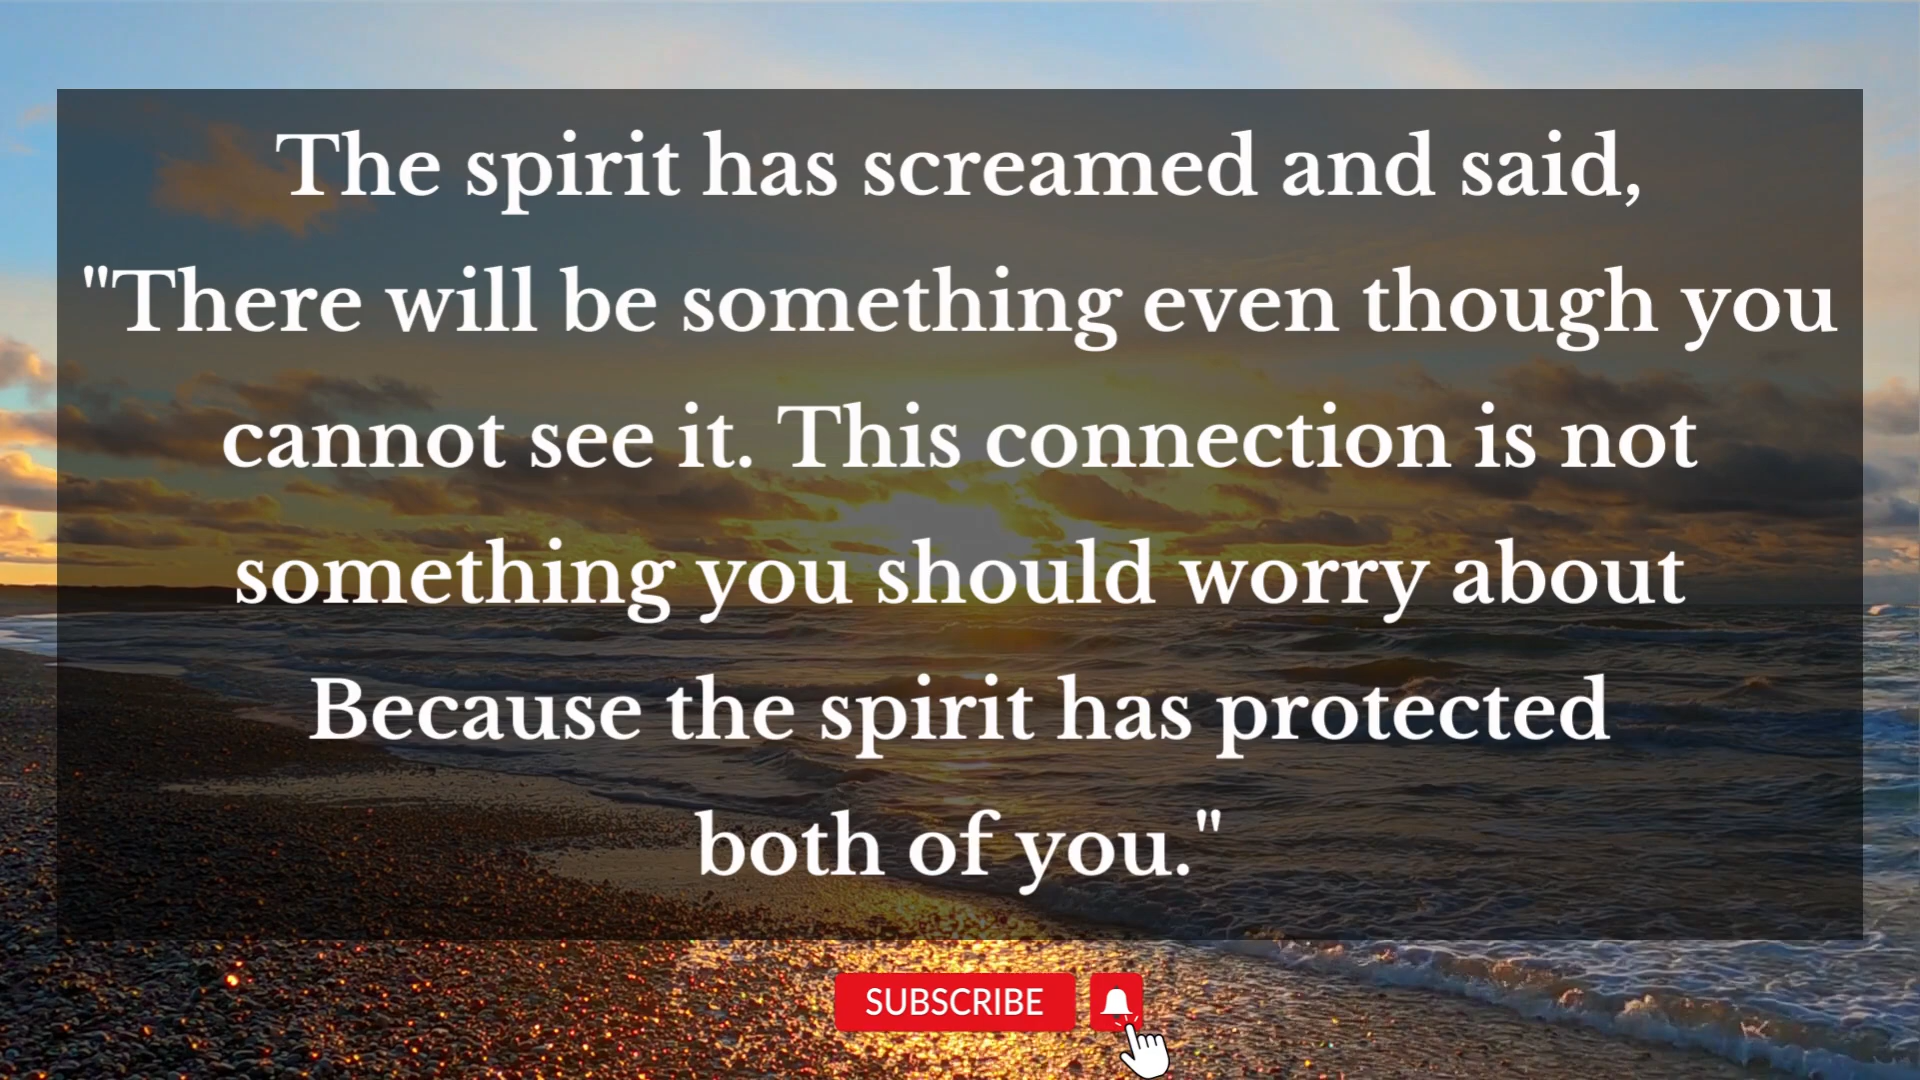 The spirit has screamed and said,
"There will be something even though you
cannot see it. This connection is not
something you should worry about
Because the spirit has protected
both of you."
SUBSCRIBE